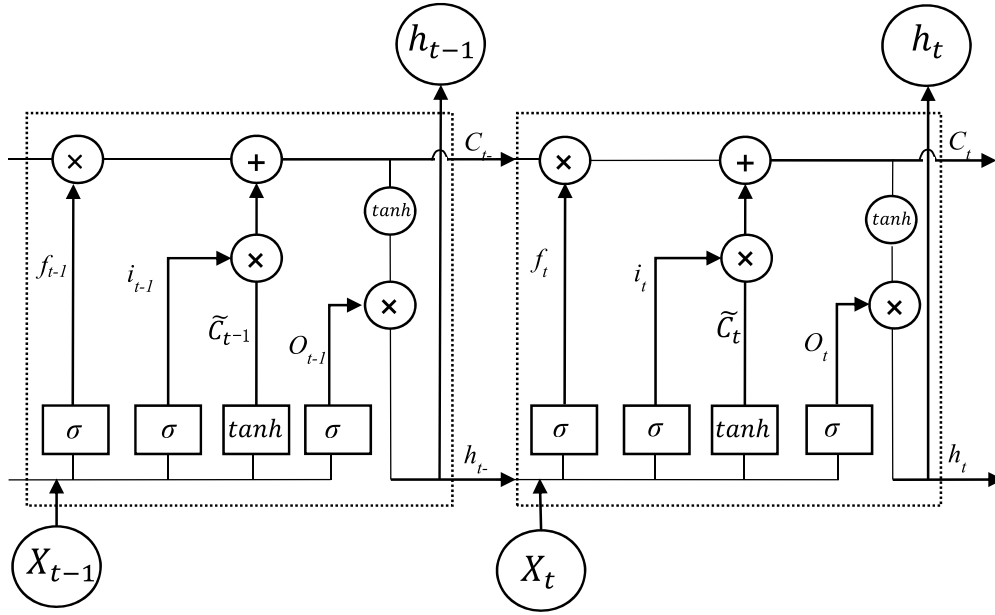 h_{t−1}
h_t
×
+
C_{t-}
×
+
C_t
tanh
tanh
f_{t-1}
i_{t-1}
×
f_t
i_t
×
C̃_{t−1}
O_{t-1}
×
C̃_t
O_t
×
σ
σ
tanh
σ
σ
σ
tanh
σ
h_{t-}
h_t
X_{t−1}
X_t